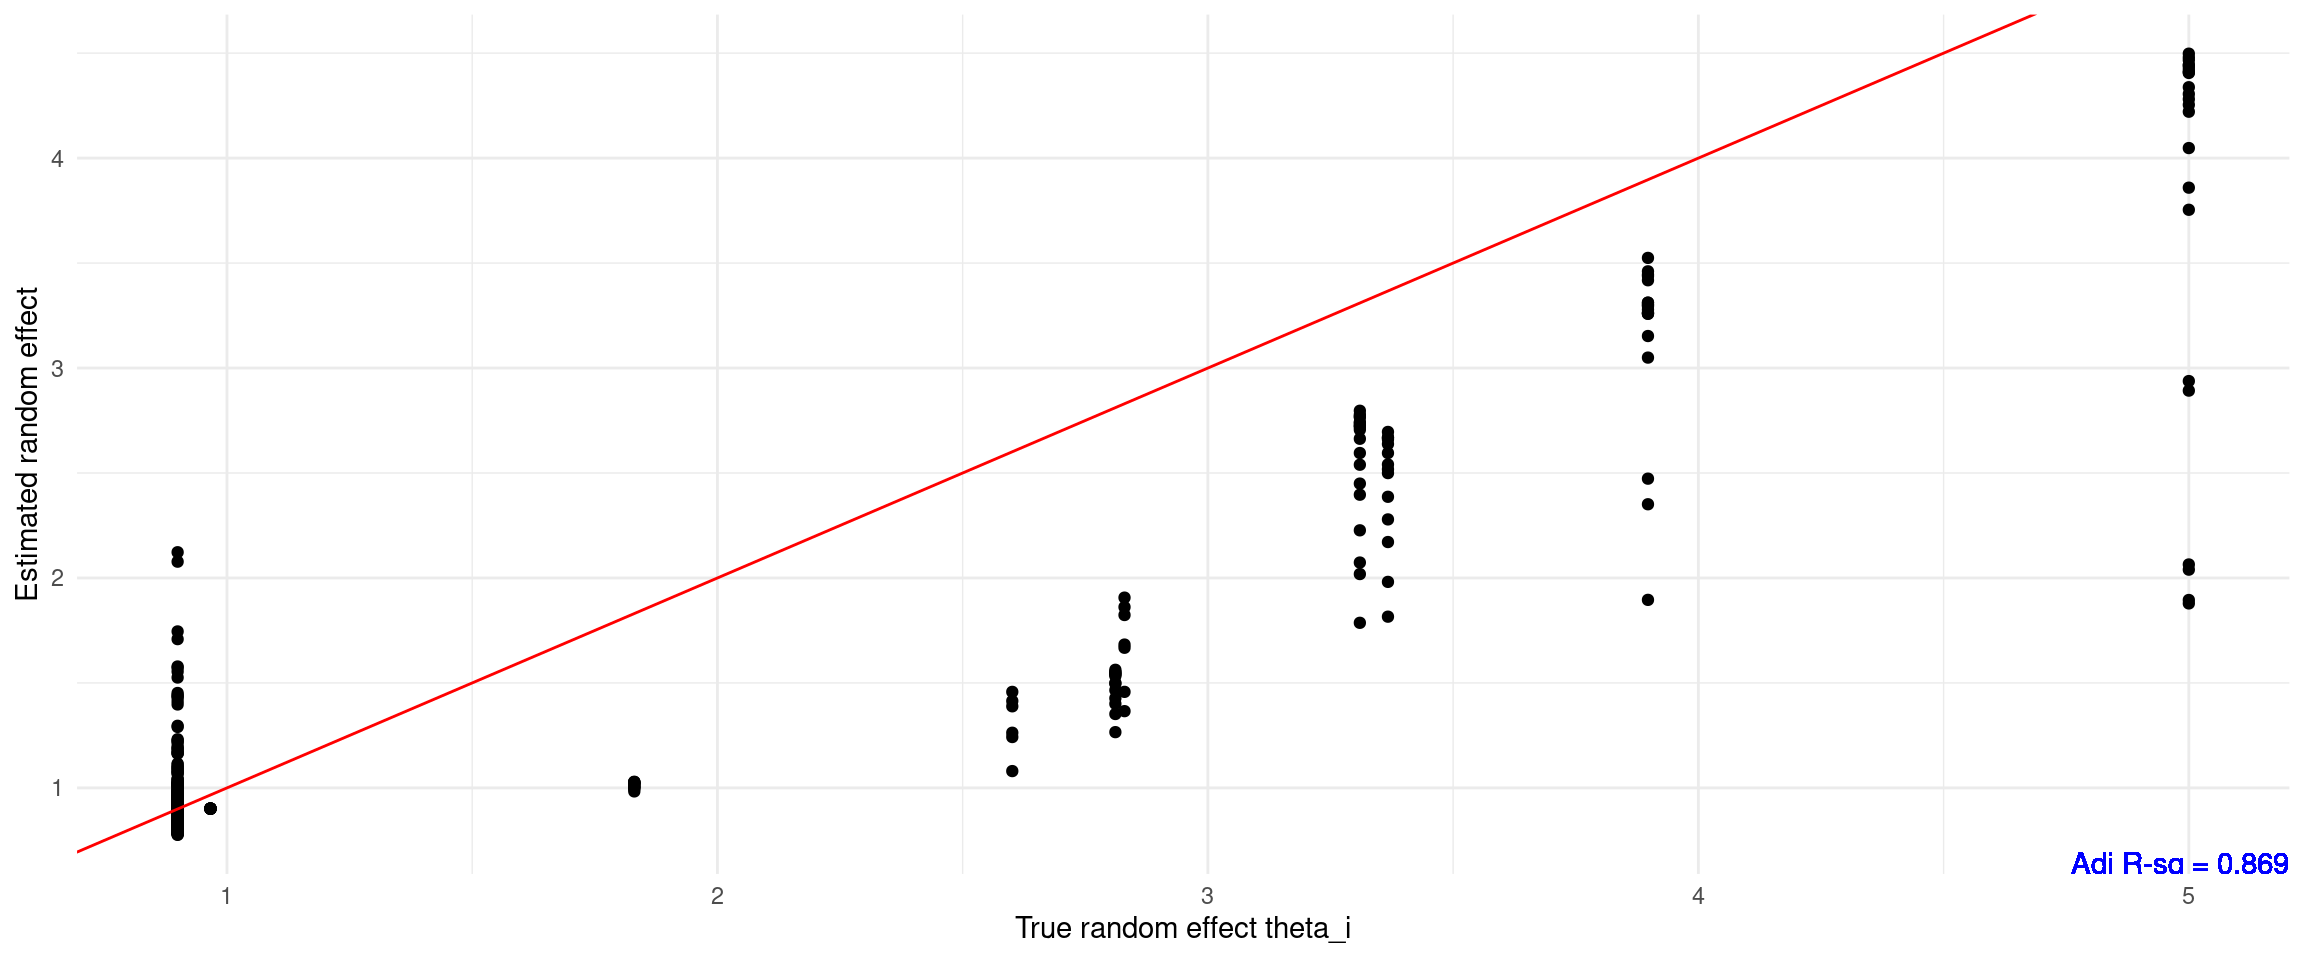 Estimated random effect
4
3
2
1
1 2 3 4 5
True random effect theta_i
Adj R-sq = 0.869